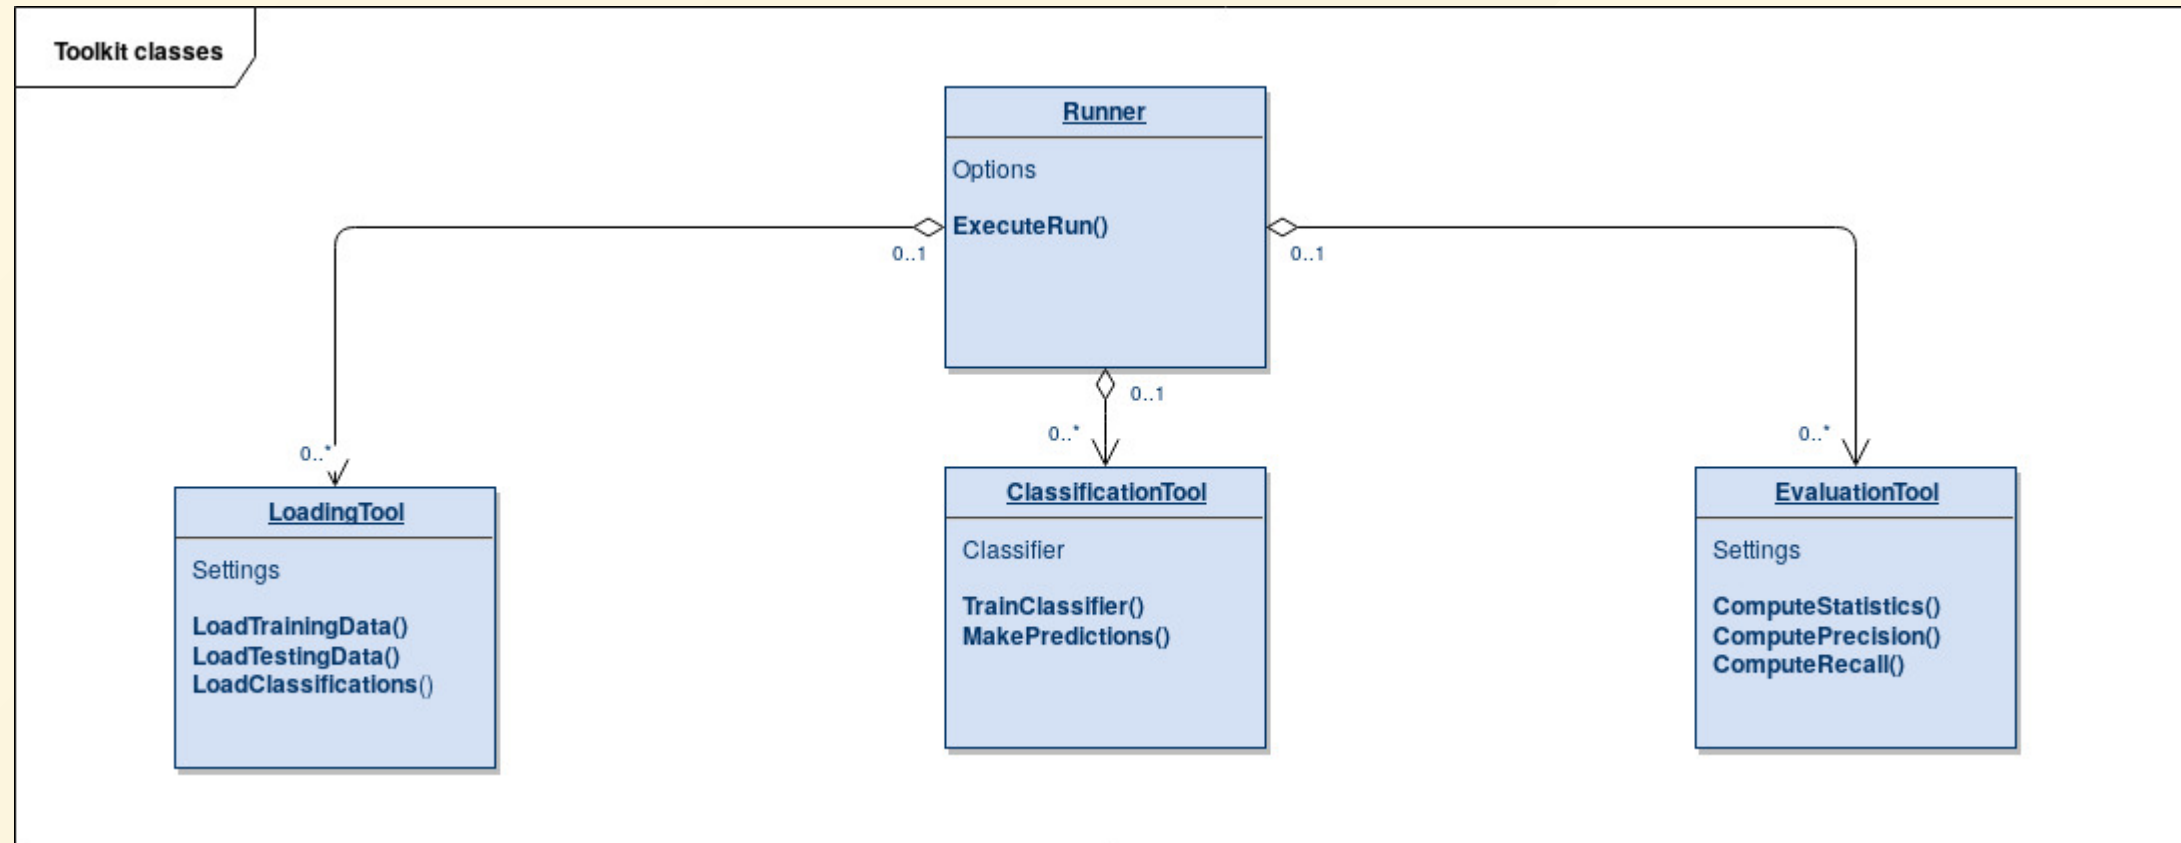 Toolkit classes
Runner
Options
ExecuteRun()
0..1
0..1
0..1
0..*
0..*
0..*
LoadingTool
Settings
LoadTrainingData()
LoadTestingData()
LoadClassifications()
ClassificationTool
Classifier
TrainClassifier()
MakePredictions()
EvaluationTool
Settings
ComputeStatistics()
ComputePrecision()
ComputeRecall()